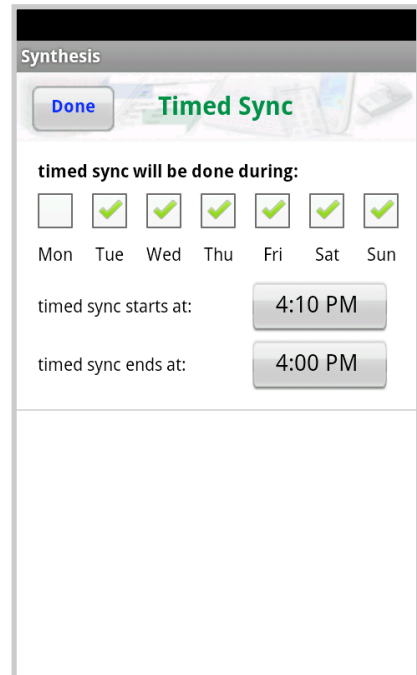 Synthesis
Done Timed Sync
timed sync will be done during:
Mon Tue Wed Thu Fri Sat Sun
timed sync starts at: 4:10 PM
timed sync ends at: 4:00 PM